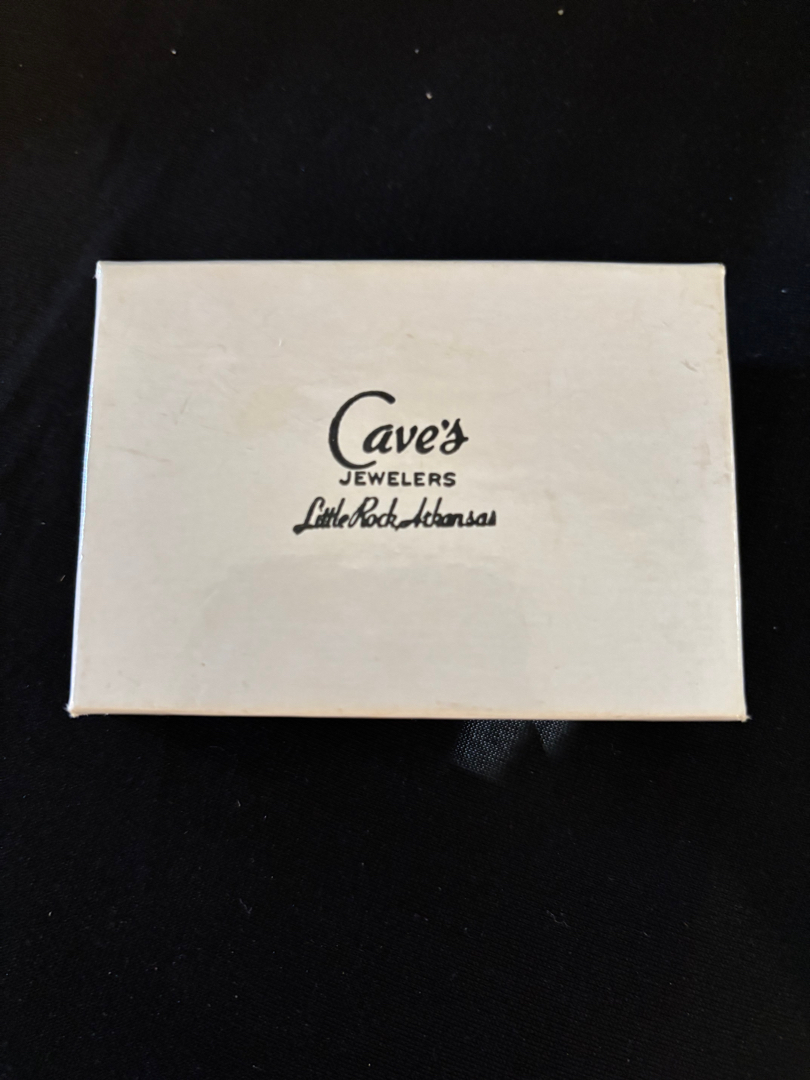 Cave's
JEWELERS
Little Rock, Arkansas